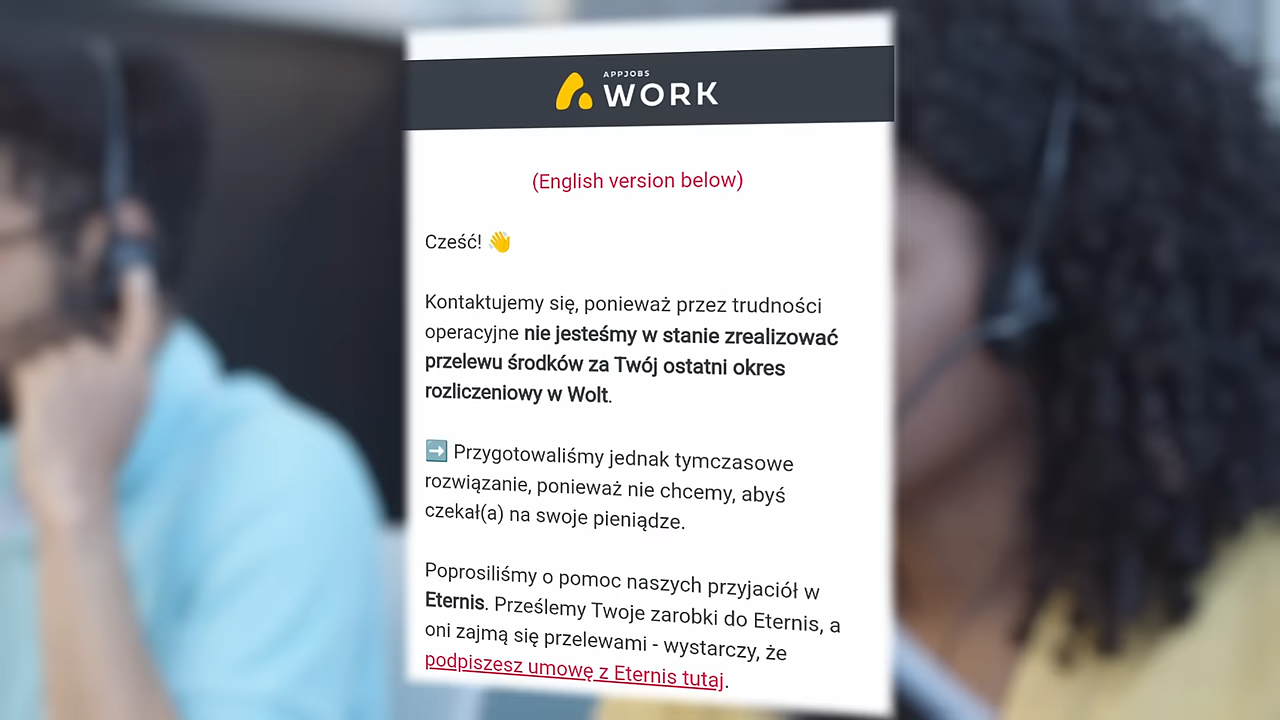 APPJOBS
WORK
(English version below)
Cześć! 👋
Kontaktujemy się, ponieważ przez trudności
operacyjne nie jesteśmy w stanie zrealizować
przelewu środków za Twój ostatni okres
rozliczeniowy w Wolt.
➡️ Przygotowaliśmy jednak tymczasowe
rozwiązanie, ponieważ nie chcemy, abyś
czekał(a) na swoje pieniądze.
Poprosiliśmy o pomoc naszych przyjaciół w
Eternis. Prześlemy Twoje zarobki do Eternis, a
oni zajmą się przelewami - wystarczy, że
podpiszesz umowę z Eternis tutaj.